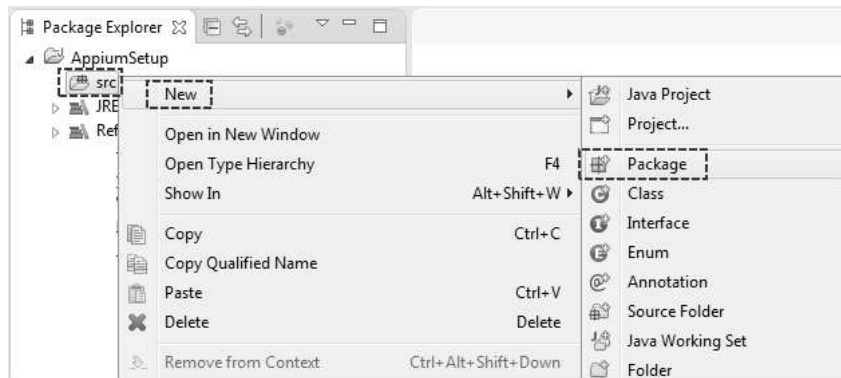 Package Explorer
AppiumSetup
src
JRE
Ref
New
Open in New Window
Open Type Hierarchy F4
Show In Alt+Shift+W
Copy Ctrl+C
Copy Qualified Name
Paste Ctrl+V
Delete Delete
Remove from Context Ctrl+Alt+Shift+Down
Java Project
Project...
Package
Class
Interface
Enum
Annotation
Source Folder
Java Working Set
Folder